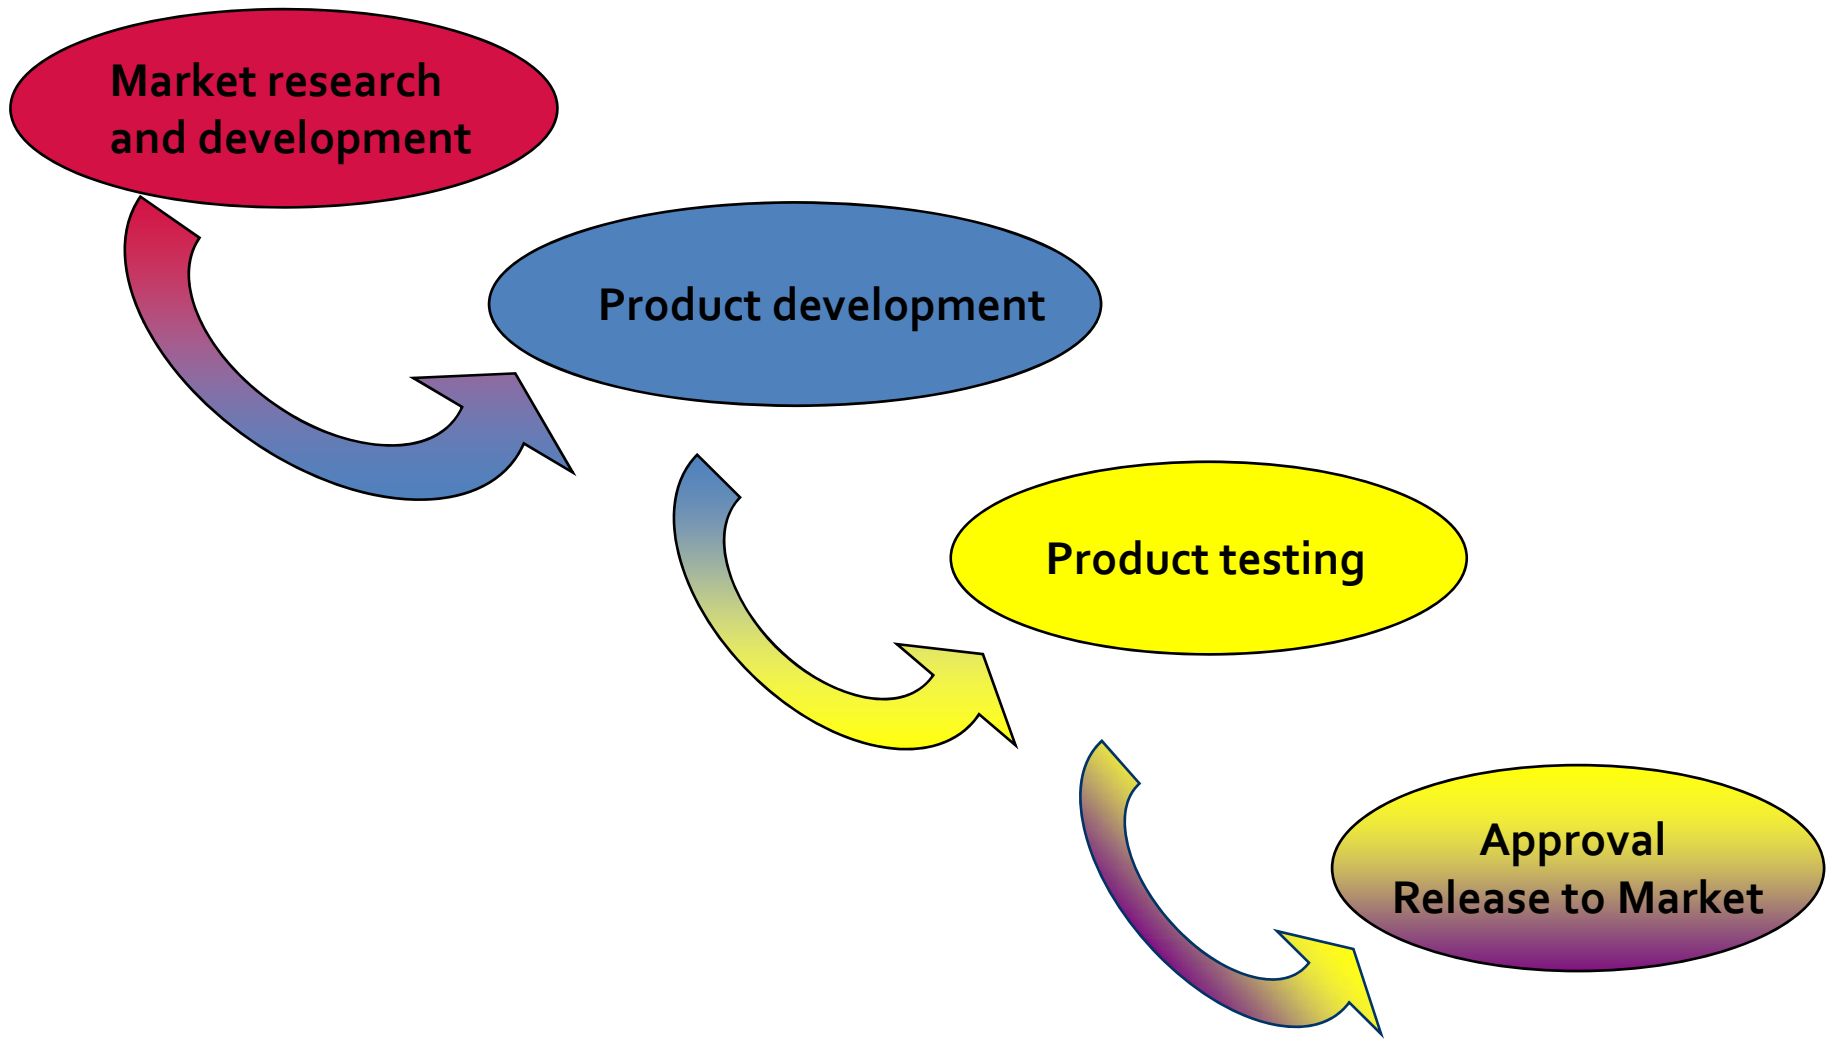 Market research
and development
Product development
Product testing
Approval
Release to Market